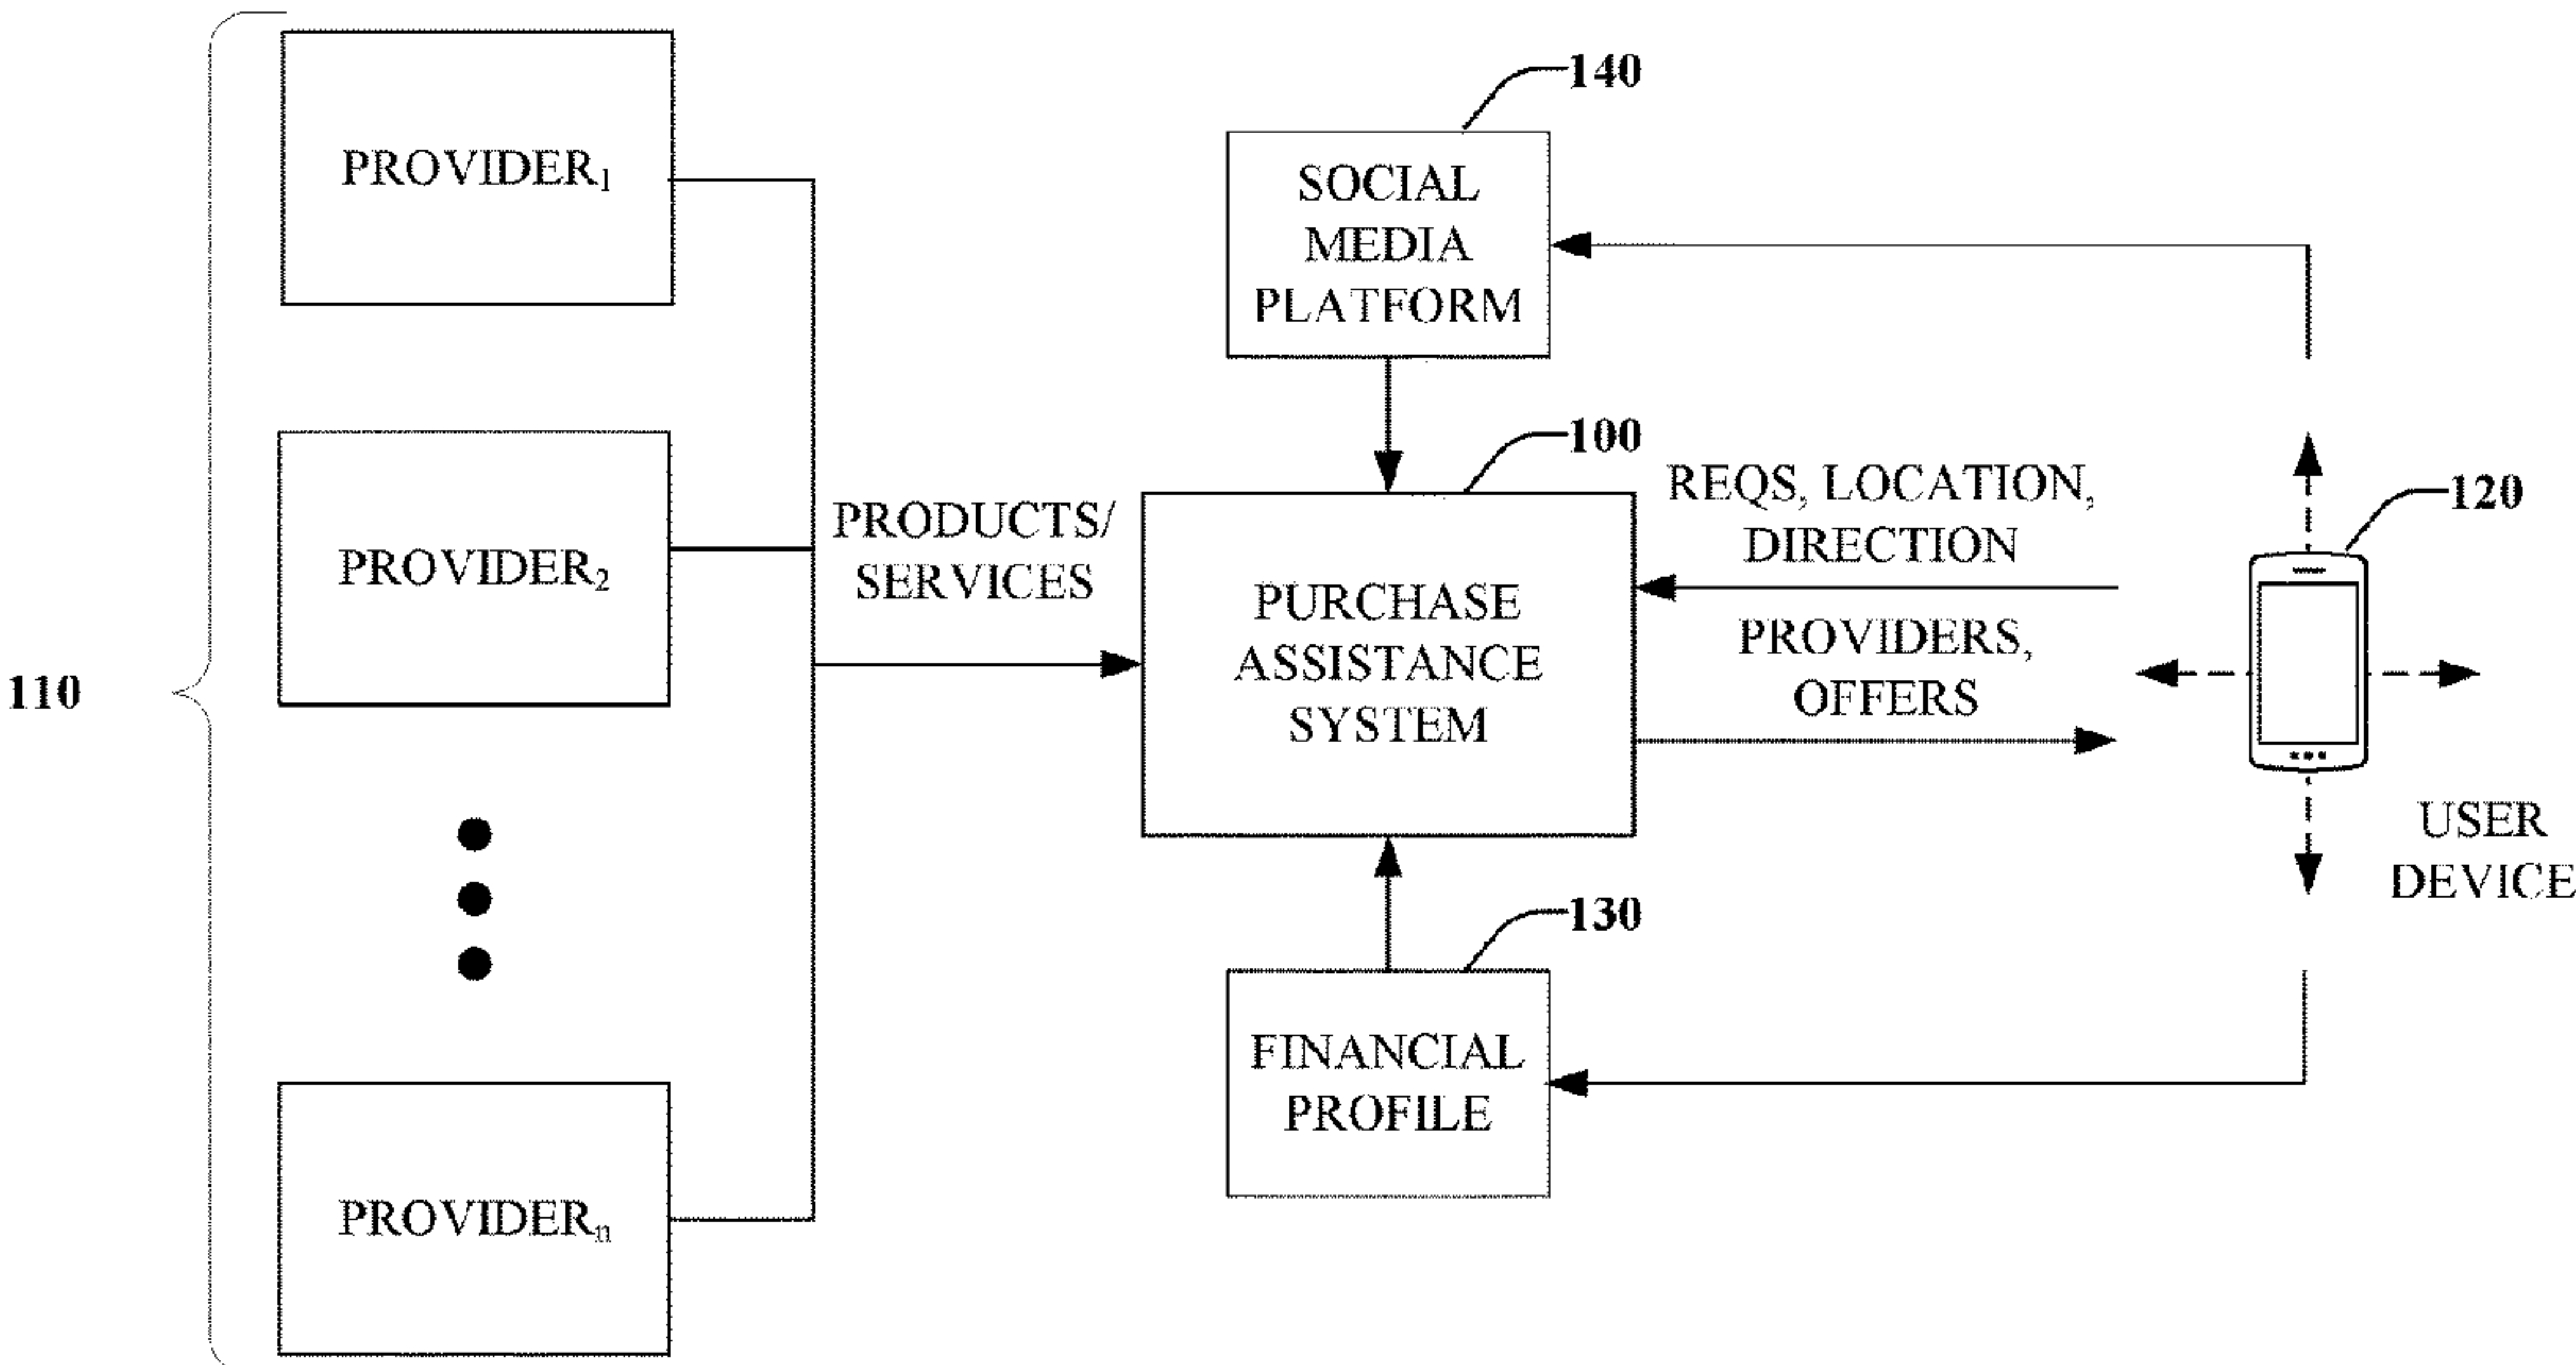 110
PROVIDER₁
PROVIDER₂
PROVIDERₙ
PRODUCTS/
SERVICES
140
SOCIAL
MEDIA
PLATFORM
100
PURCHASE
ASSISTANCE
SYSTEM
130
FINANCIAL
PROFILE
REQS, LOCATION,
DIRECTION
PROVIDERS,
OFFERS
120
USER
DEVICE